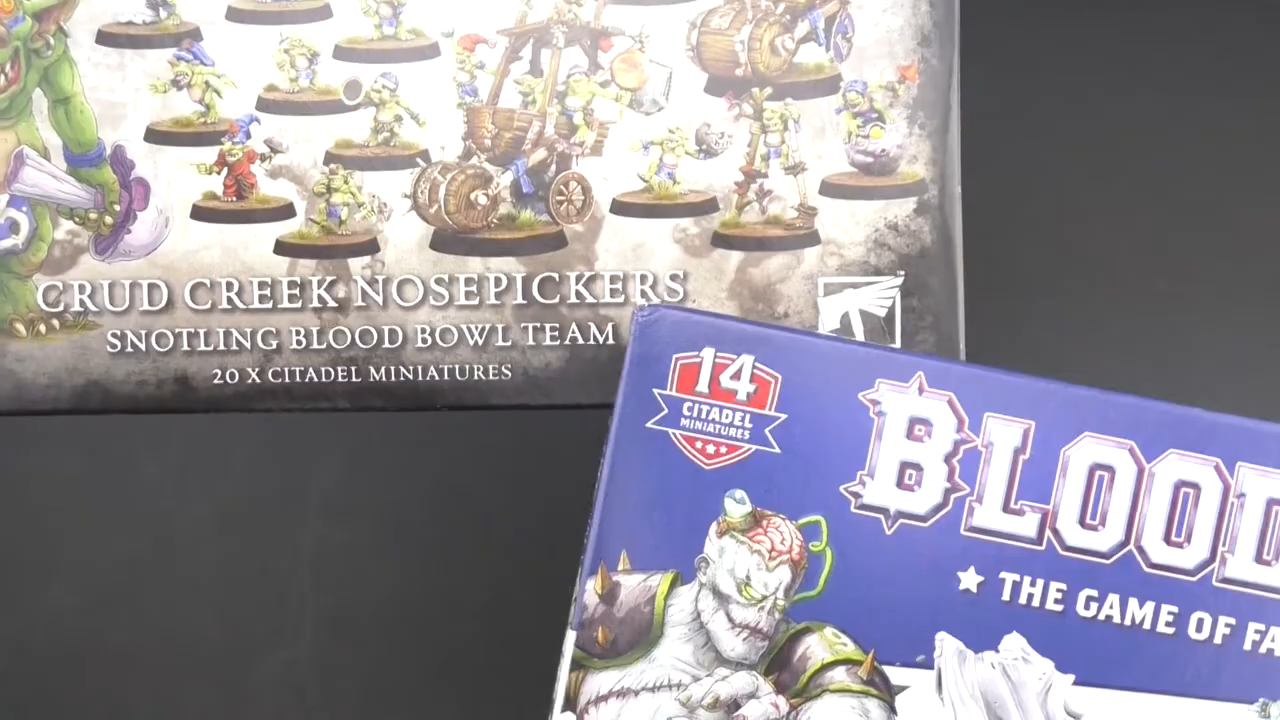 CRUD CREEK NOSEPICKERS
SNOTLING BLOOD BOWL TEAM
20 X CITADEL MINIATURES
14
CITADEL
MINIATURES
BLOOD
★ THE GAME OF FA